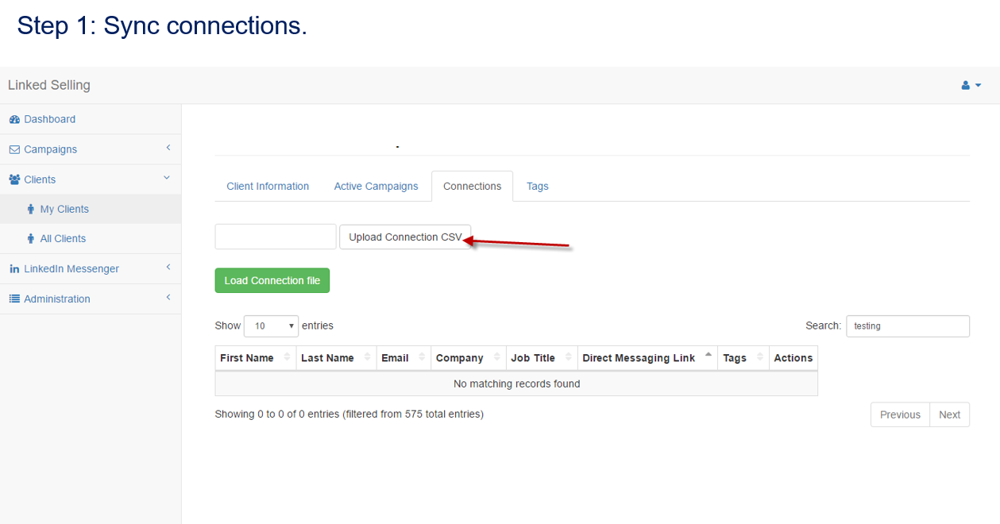 Step 1: Sync connections.
Linked Selling
Dashboard
Campaigns
Clients
My Clients
All Clients
LinkedIn Messenger
Administration
Client Information Active Campaigns Connections Tags
Upload Connection CSV
Load Connection file
Show 10 entries Search: testing
First Name Last Name Email Company Job Title Direct Messaging Link Tags Actions
No matching records found
Showing 0 to 0 of 0 entries (filtered from 575 total entries)
Previous Next